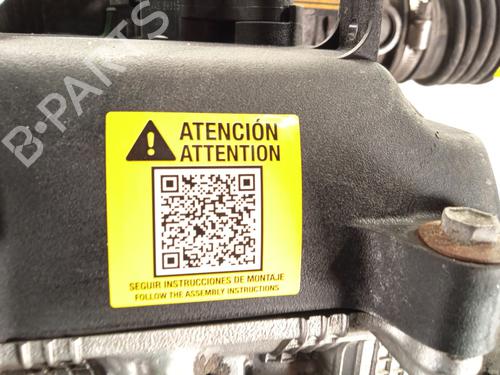 B-PARTS
ATENCIÓN
ATTENTION
SEGUIR INSTRUCCIONES DE MONTAJE
FOLLOW THE ASSEMBLY INSTRUCTIONS